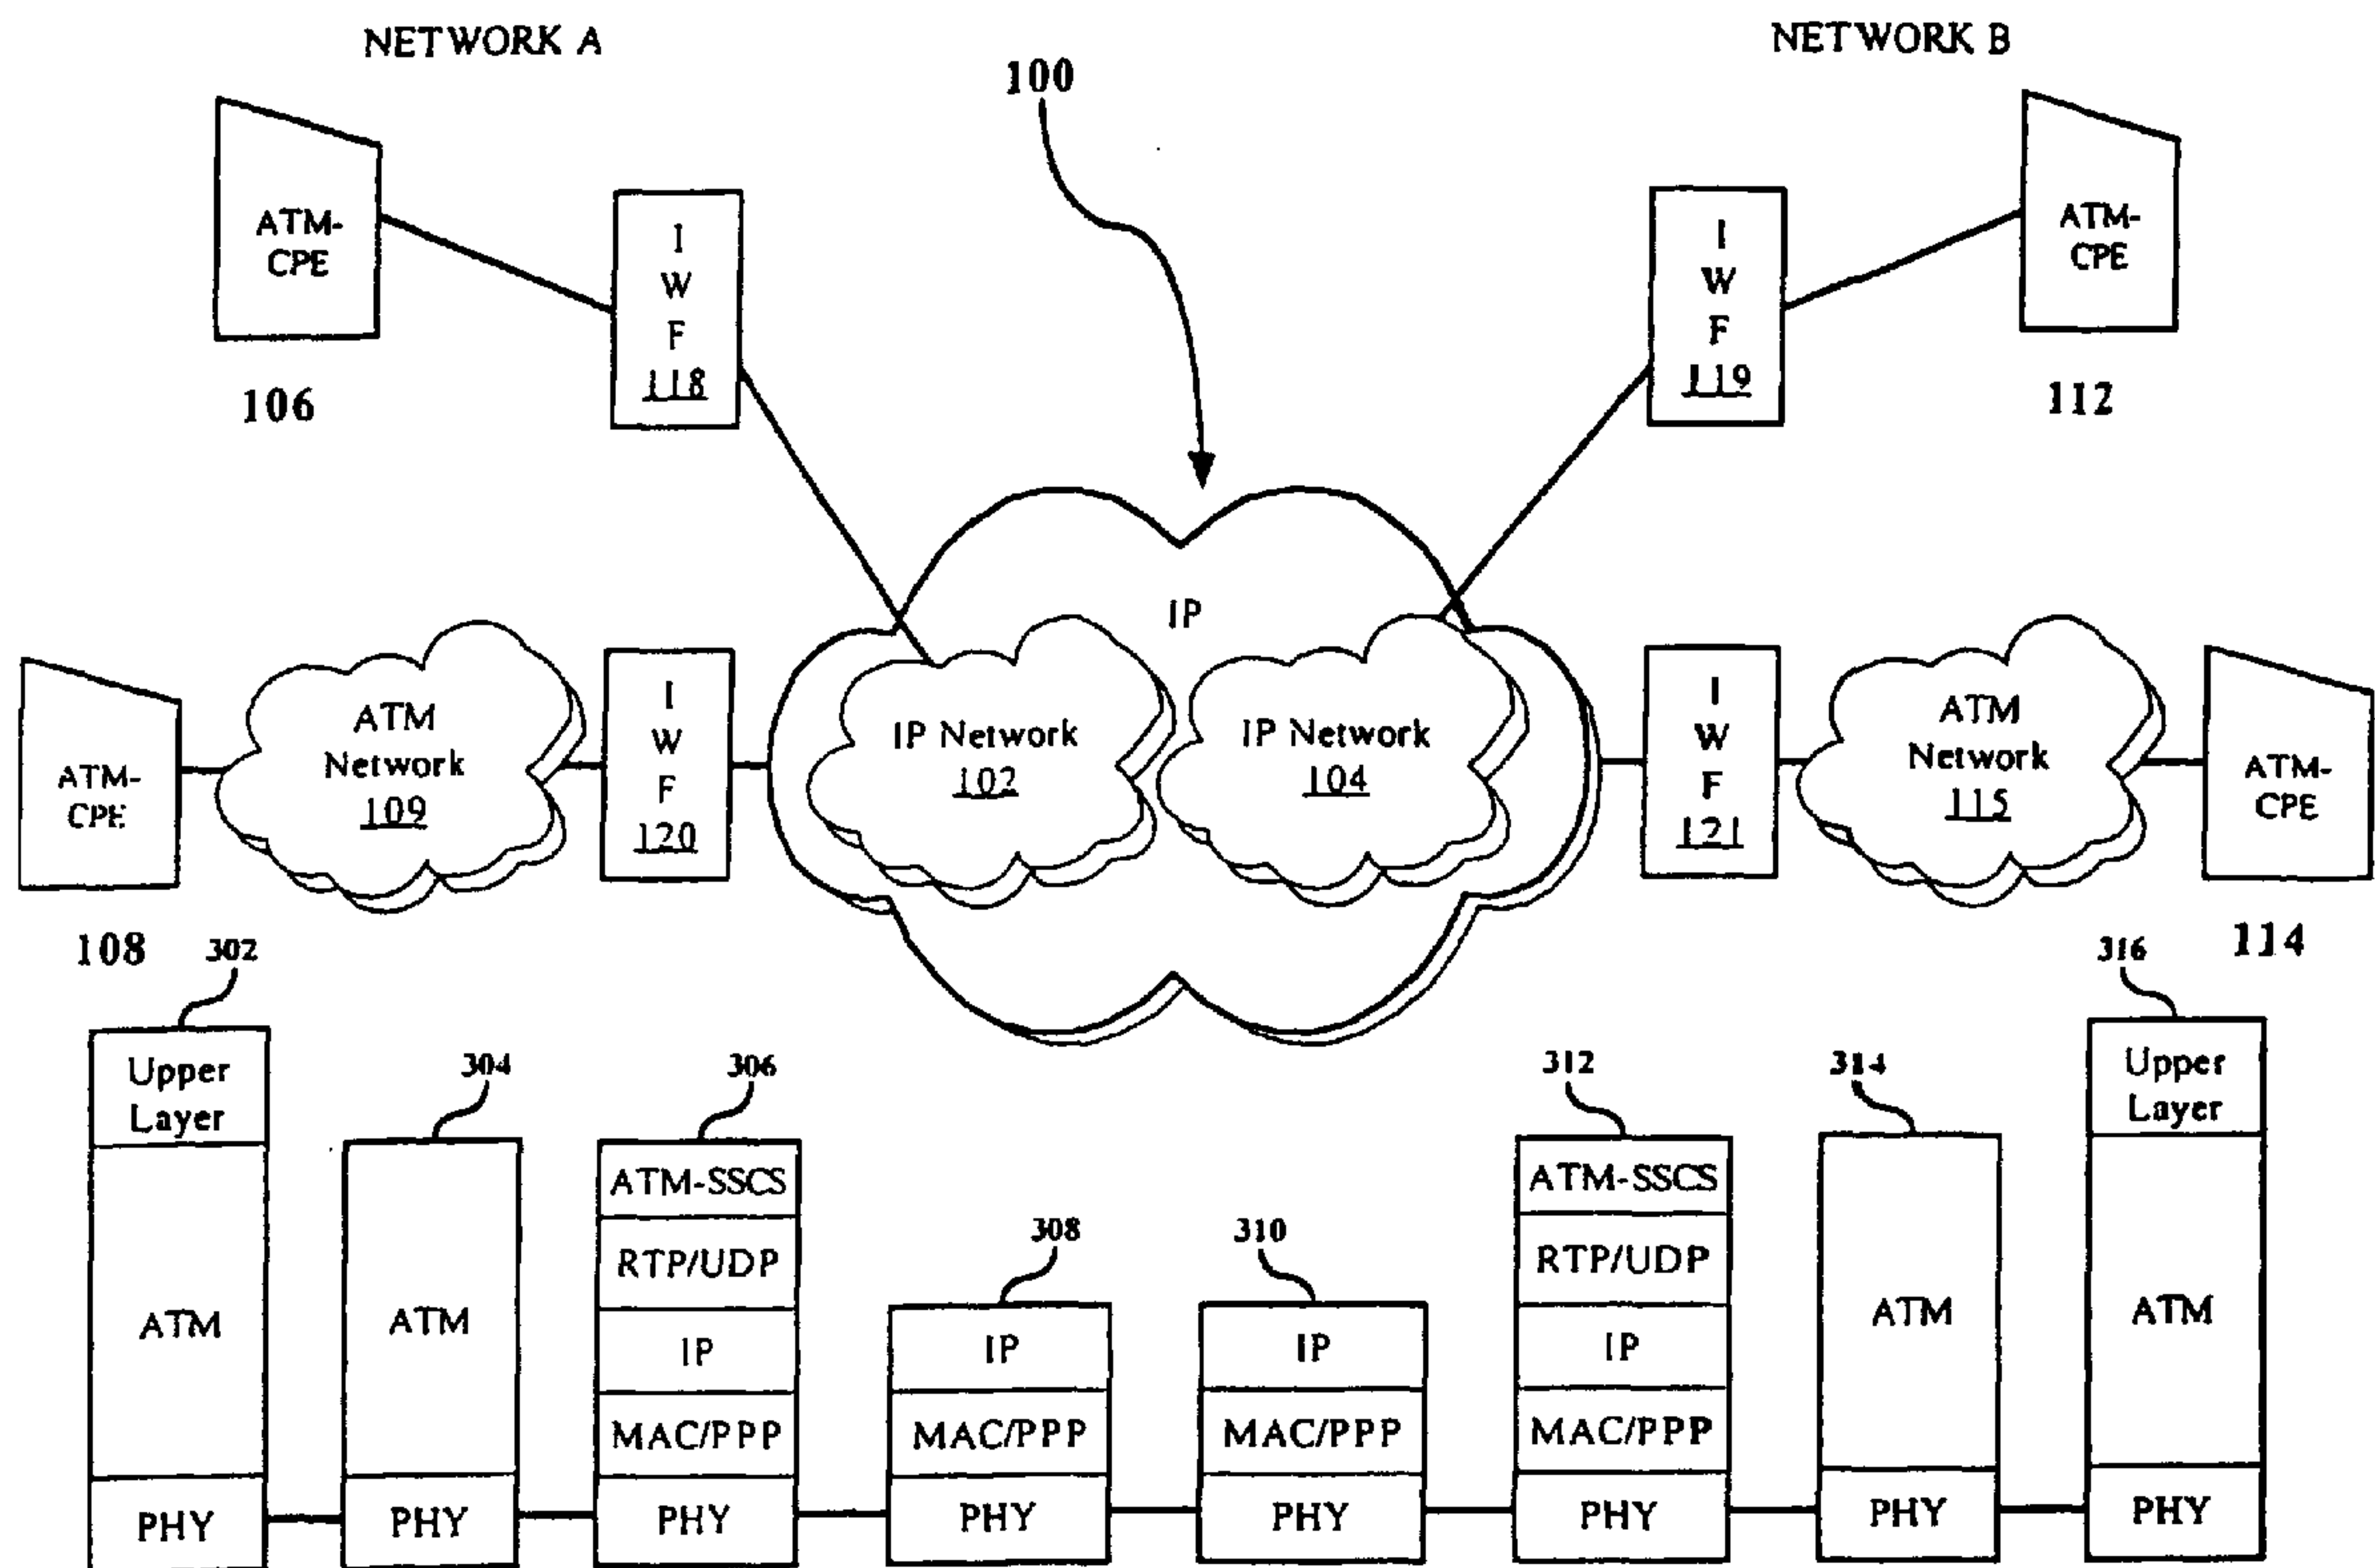 NETWORK A
NETWORK B
100
ATM-
CPE
106
I
W
F
118
I
W
F
119
ATM-
CPE
112
IP
ATM-
CPE
108
ATM
Network
109
I
W
F
120
IP Network
102
IP Network
104
I
W
F
121
ATM
Network
115
ATM-
CPE
114
302
Upper
Layer
ATM
PHY
304
ATM
PHY
306
ATM-SSCS
RTP/UDP
IP
MAC/PPP
PHY
308
IP
MAC/PPP
PHY
310
IP
MAC/PPP
PHY
312
ATM-SSCS
RTP/UDP
IP
MAC/PPP
PHY
314
ATM
PHY
316
Upper
Layer
ATM
PHY